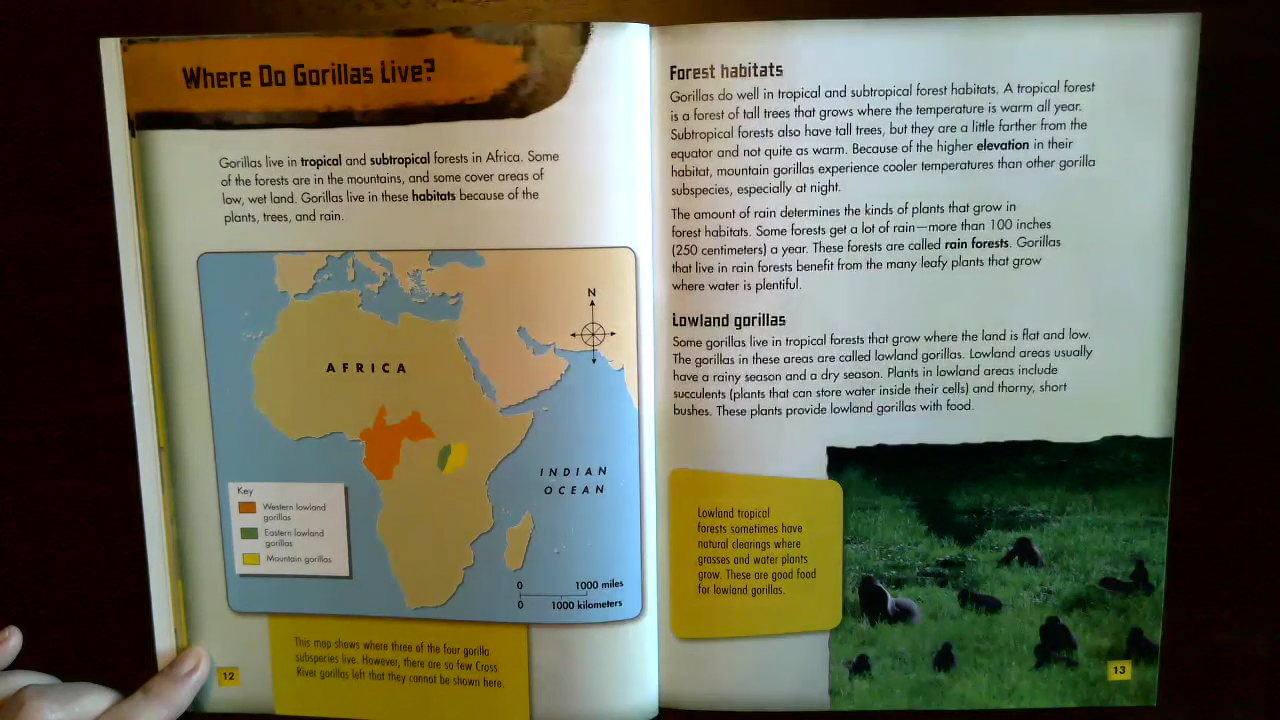 Where Do Gorillas Live?
Gorillas live in tropical and subtropical forests in Africa. Some
of the forests are in the mountains, and some cover areas of
low, wet land. Gorillas live in these habitats because of the
plants, trees, and rain.
N
AFRICA
INDIAN
OCEAN
Key
Western lowland
gorillas
Eastern lowland
gorillas
Mountain gorillas
0 1000 miles
0 1000 kilometers
This map shows where three of the four gorilla
subspecies live. However, there are so few Cross
River gorillas left that they cannot be shown here.
12
Forest habitats
Gorillas do well in tropical and subtropical forest habitats. A tropical forest
is a forest of tall trees that grows where the temperature is warm all year.
Subtropical forests also have tall trees, but they are a little farther from the
equator and not quite as warm. Because of the higher elevation in their
habitat, mountain gorillas experience cooler temperatures than other gorilla
subspecies, especially at night.
The amount of rain determines the kinds of plants that grow in
forest habitats. Some forests get a lot of rain—more than 100 inches
(250 centimeters) a year. These forests are called rain forests. Gorillas
that live in rain forests benefit from the many leafy plants that grow
where water is plentiful.
Lowland gorillas
Some gorillas live in tropical forests that grow where the land is flat and low.
The gorillas in these areas are called lowland gorillas. Lowland areas usually
have a rainy season and a dry season. Plants in lowland areas include
succulents (plants that can store water inside their cells) and thorny, short
bushes. These plants provide lowland gorillas with food.
Lowland tropical
forests sometimes have
natural clearings where
grasses and water plants
grow. These are good food
for lowland gorillas.
13